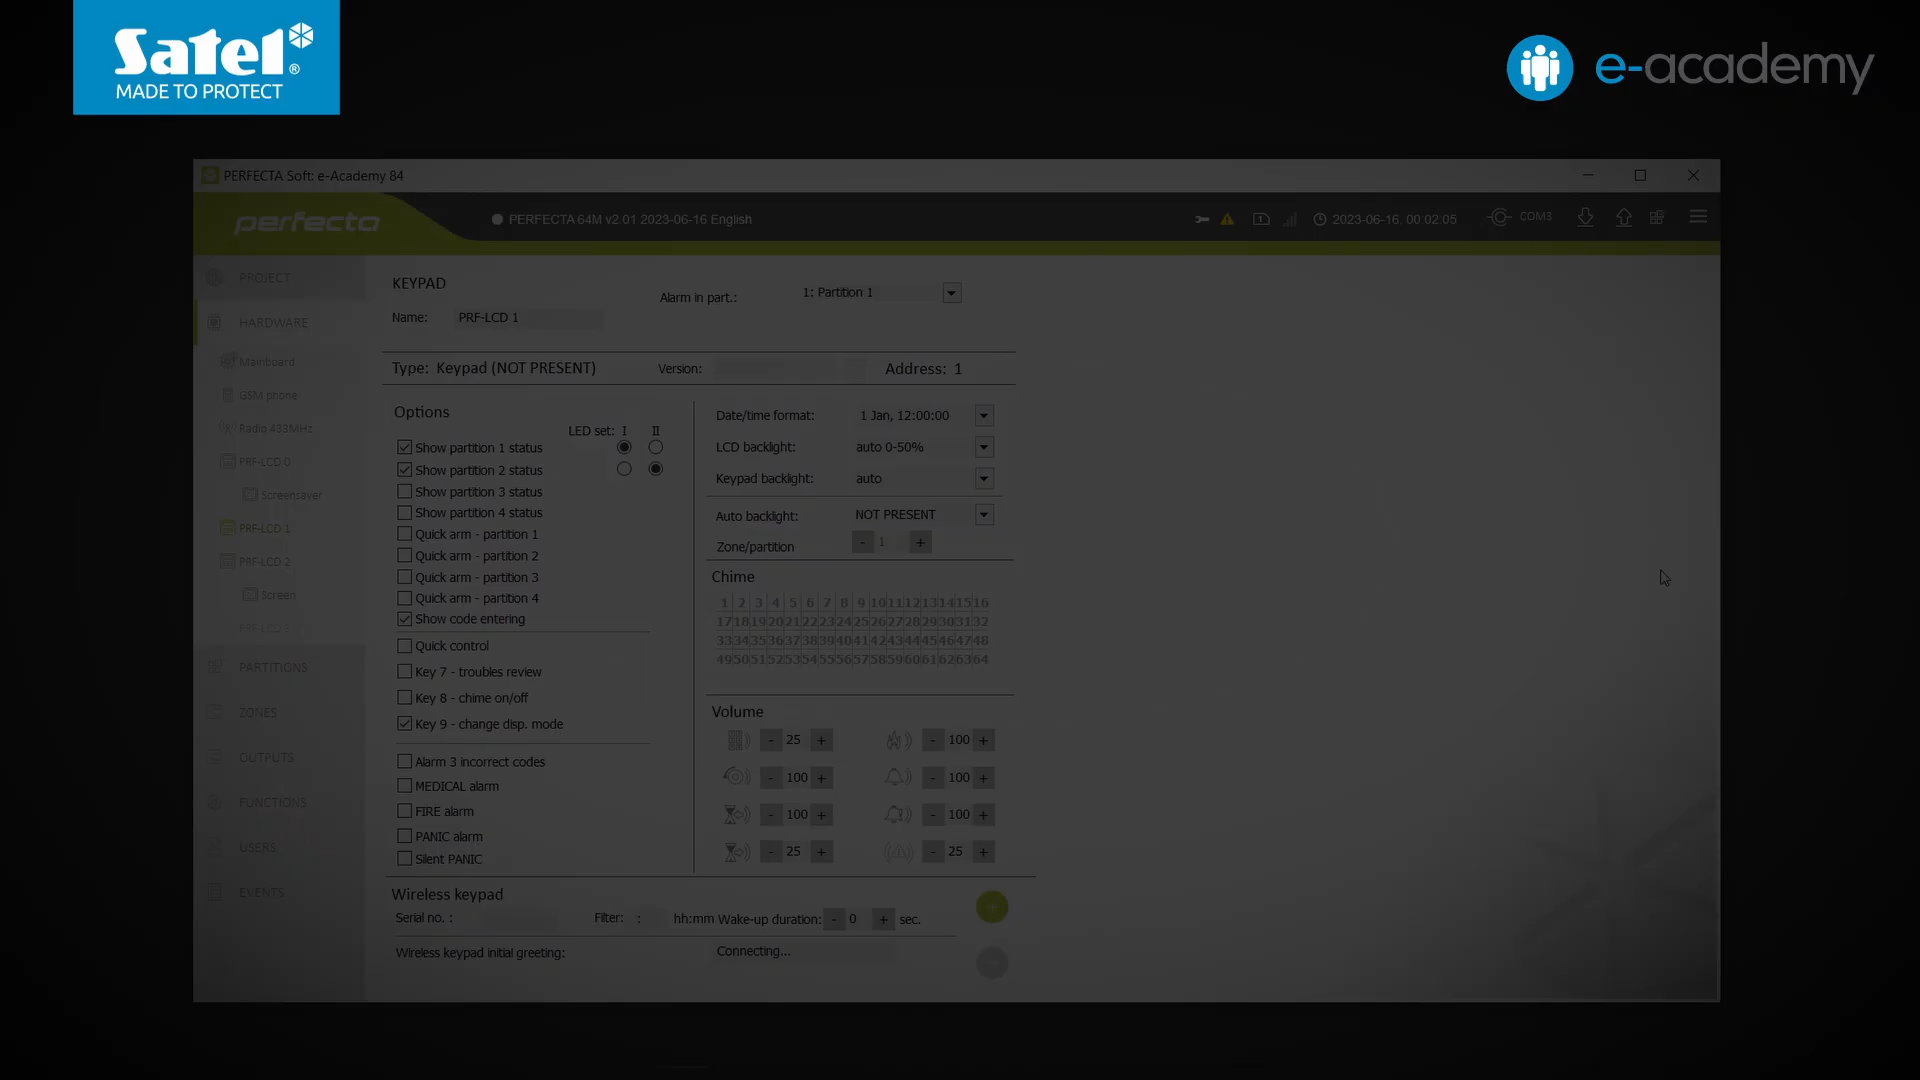 Satel®
MADE TO PROTECT
e-academy
PERFECTA Soft: e-Academy 84
perfecta
PERFECTA 64M v2.01 2023-06-16 English
1
2023-06-16, 00:02:05
COM3
PROJECT
HARDWARE
Mainboard
GSM phone
Radio 433MHz
PRF-LCD 0
Screensaver
PRF-LCD 1
PRF-LCD 2
Screen
PRF-LCD 3
PARTITIONS
ZONES
OUTPUTS
FUNCTIONS
USERS
EVENTS
KEYPAD
Alarm in part.: 1: Partition 1
Name: PRF-LCD 1
Type: Keypad (NOT PRESENT) Version: Address: 1
Options
LED set: I II
Show partition 1 status
Show partition 2 status
Show partition 3 status
Show partition 4 status
Quick arm - partition 1
Quick arm - partition 2
Quick arm - partition 3
Quick arm - partition 4
Show code entering
Quick control
Key 7 - troubles review
Key 8 - chime on/off
Key 9 - change disp. mode
Alarm 3 incorrect codes
MEDICAL alarm
FIRE alarm
PANIC alarm
Silent PANIC
Date/time format: 1 Jan, 12:00:00
LCD backlight: auto 0-50%
Keypad backlight: auto
Auto backlight: NOT PRESENT
Zone/partition - 1 +
Chime
1 2 3 4 5 6 7 8 9 10 11 12 13 14 15 16
17 18 19 20 21 22 23 24 25 26 27 28 29 30 31 32
33 34 35 36 37 38 39 40 41 42 43 44 45 46 47 48
49 50 51 52 53 54 55 56 57 58 59 60 61 62 63 64
Volume
- 25 + - 100 +
- 100 + - 100 +
- 100 + - 100 +
- 25 + - 25 +
Wireless keypad
Serial no. : Filter: : hh:mm Wake-up duration: - 0 + sec.
Wireless keypad initial greeting: Connecting...